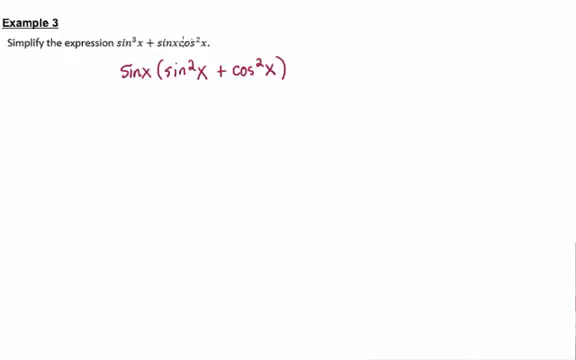 Example 3
Simplify the expression sin³x + sinxcos²x.
sinx (sin²x + cos²x)